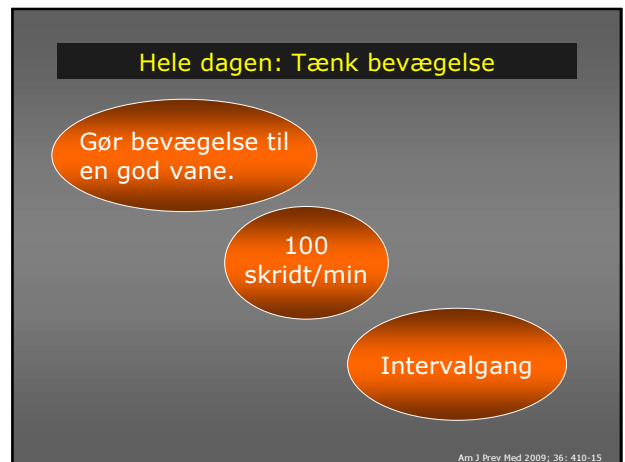 Hele dagen: Tænk bevægelse
Gør bevægelse til
en god vane.
100
skridt/min
Intervalgang
Am J Prev Med 2009; 36: 410-15